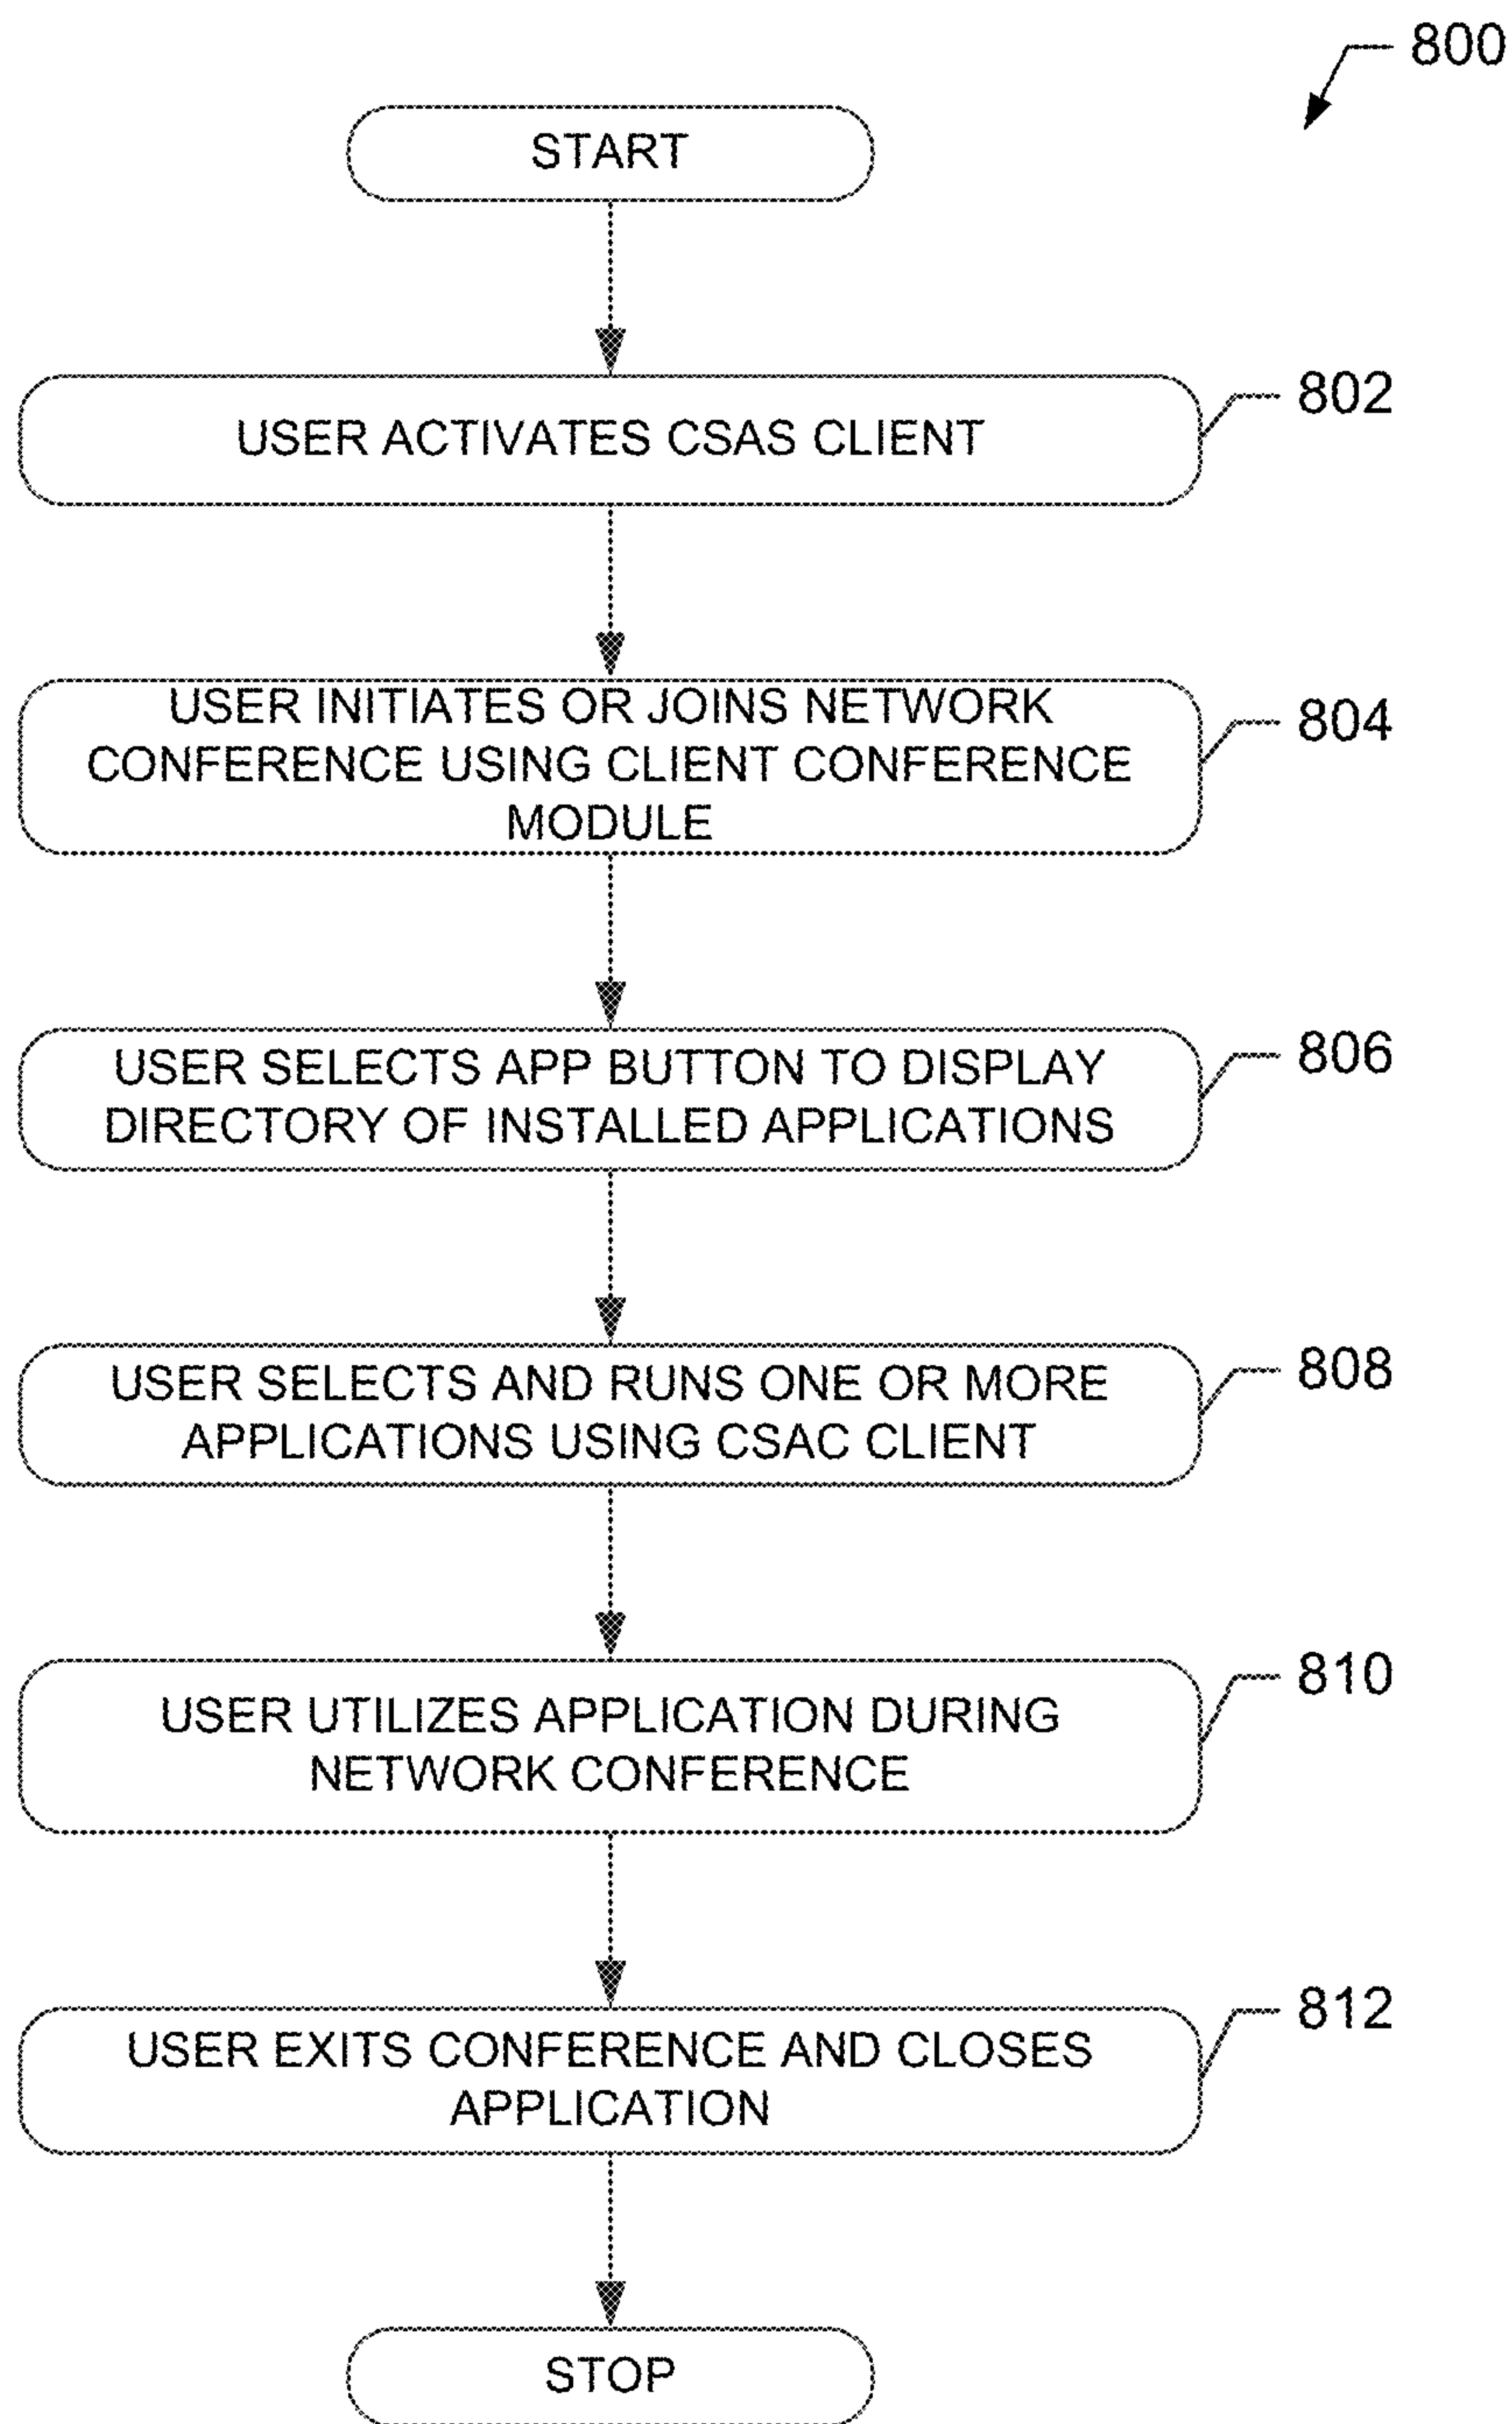 800
START
USER ACTIVATES CSAS CLIENT
802
USER INITIATES OR JOINS NETWORK
CONFERENCE USING CLIENT CONFERENCE
MODULE
804
USER SELECTS APP BUTTON TO DISPLAY
DIRECTORY OF INSTALLED APPLICATIONS
806
USER SELECTS AND RUNS ONE OR MORE
APPLICATIONS USING CSAC CLIENT
808
USER UTILIZES APPLICATION DURING
NETWORK CONFERENCE
810
USER EXITS CONFERENCE AND CLOSES
APPLICATION
812
STOP